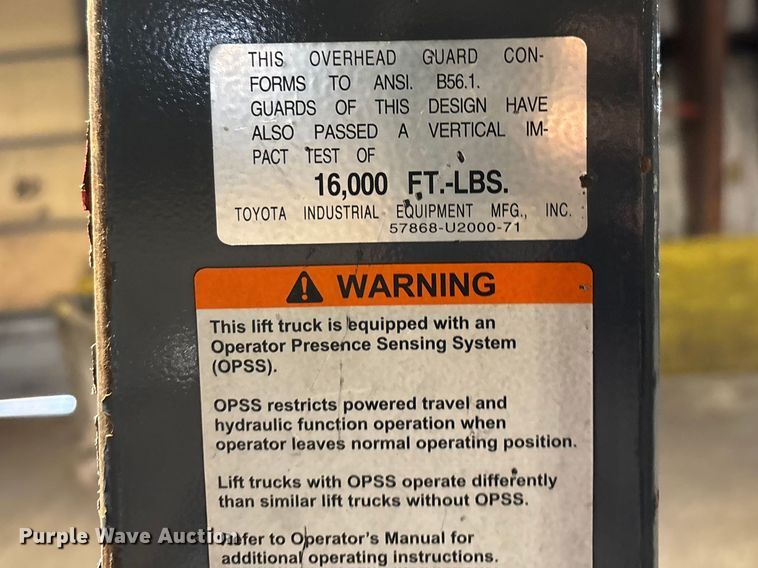 THIS OVERHEAD GUARD CON-
FORMS TO ANSI. B56.1.
GUARDS OF THIS DESIGN HAVE
ALSO PASSED A VERTICAL IM-
PACT TEST OF
16,000 FT.-LBS.
TOYOTA INDUSTRIAL EQUIPMENT MFG., INC.
57868-U2000-71
WARNING
This lift truck is equipped with an
Operator Presence Sensing System
(OPSS).
OPSS restricts powered travel and
hydraulic function operation when
operator leaves normal operating position.
Lift trucks with OPSS operate differently
than similar lift trucks without OPSS.
Refer to Operator's Manual for
additional operating instructions.
Purple Wave Auction